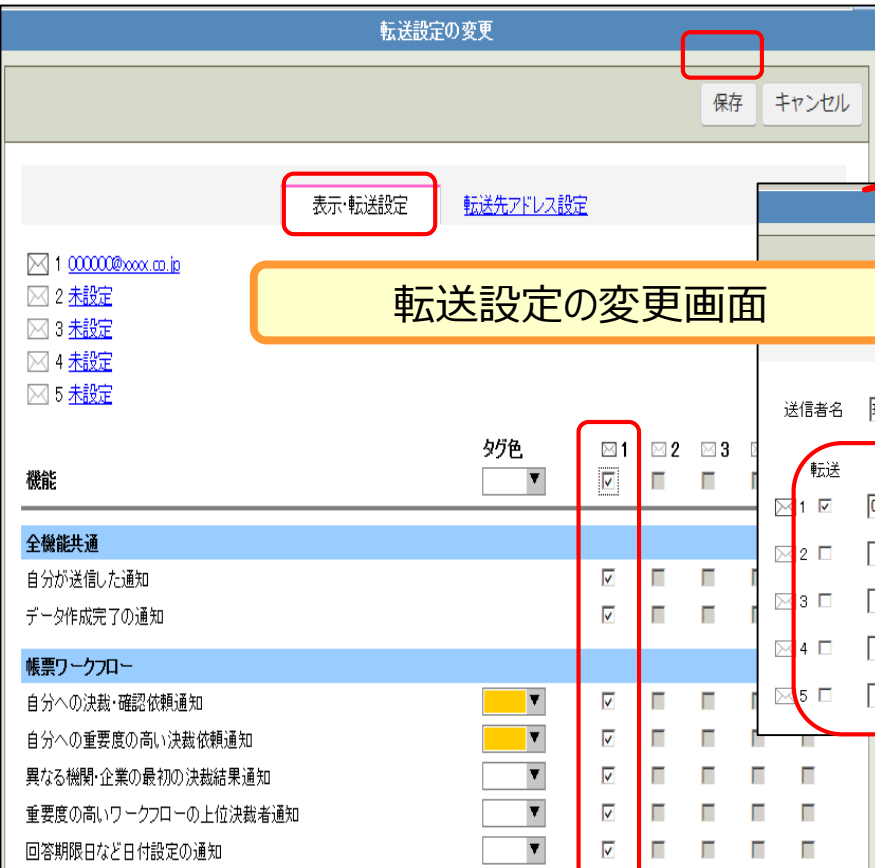 転送設定の変更
保存 キャンセル
表示・転送設定 転送先アドレス設定
1 000000@xxxx.co.jp
2 未設定
3 未設定
4 未設定
5 未設定
転送設定の変更画面
送信者名
転送
1
2
3
4
5
タグ色 1 2 3
機能
全機能共通
自分が送信した通知
データ作成完了の通知
帳票ワークフロー
自分への決裁・確認依頼通知
自分への重要度の高い決裁依頼通知
異なる機関・企業の最初の決裁結果通知
重要度の高いワークフローの上位決裁者通知
回答期限日など日付設定の通知